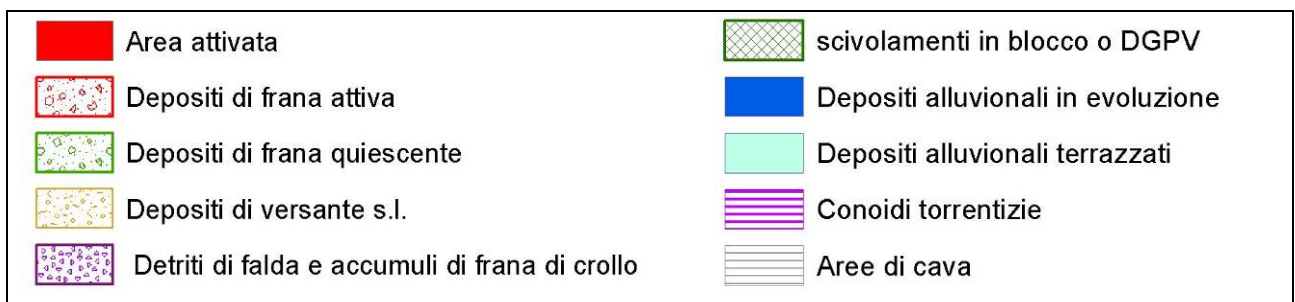 Area attivata
Depositi di frana attiva
Depositi di frana quiescente
Depositi di versante s.l.
Detriti di falda e accumuli di frana di crollo
scivolamenti in blocco o DGPV
Depositi alluvionali in evoluzione
Depositi alluvionali terrazzati
Conoidi torrentizie
Aree di cava